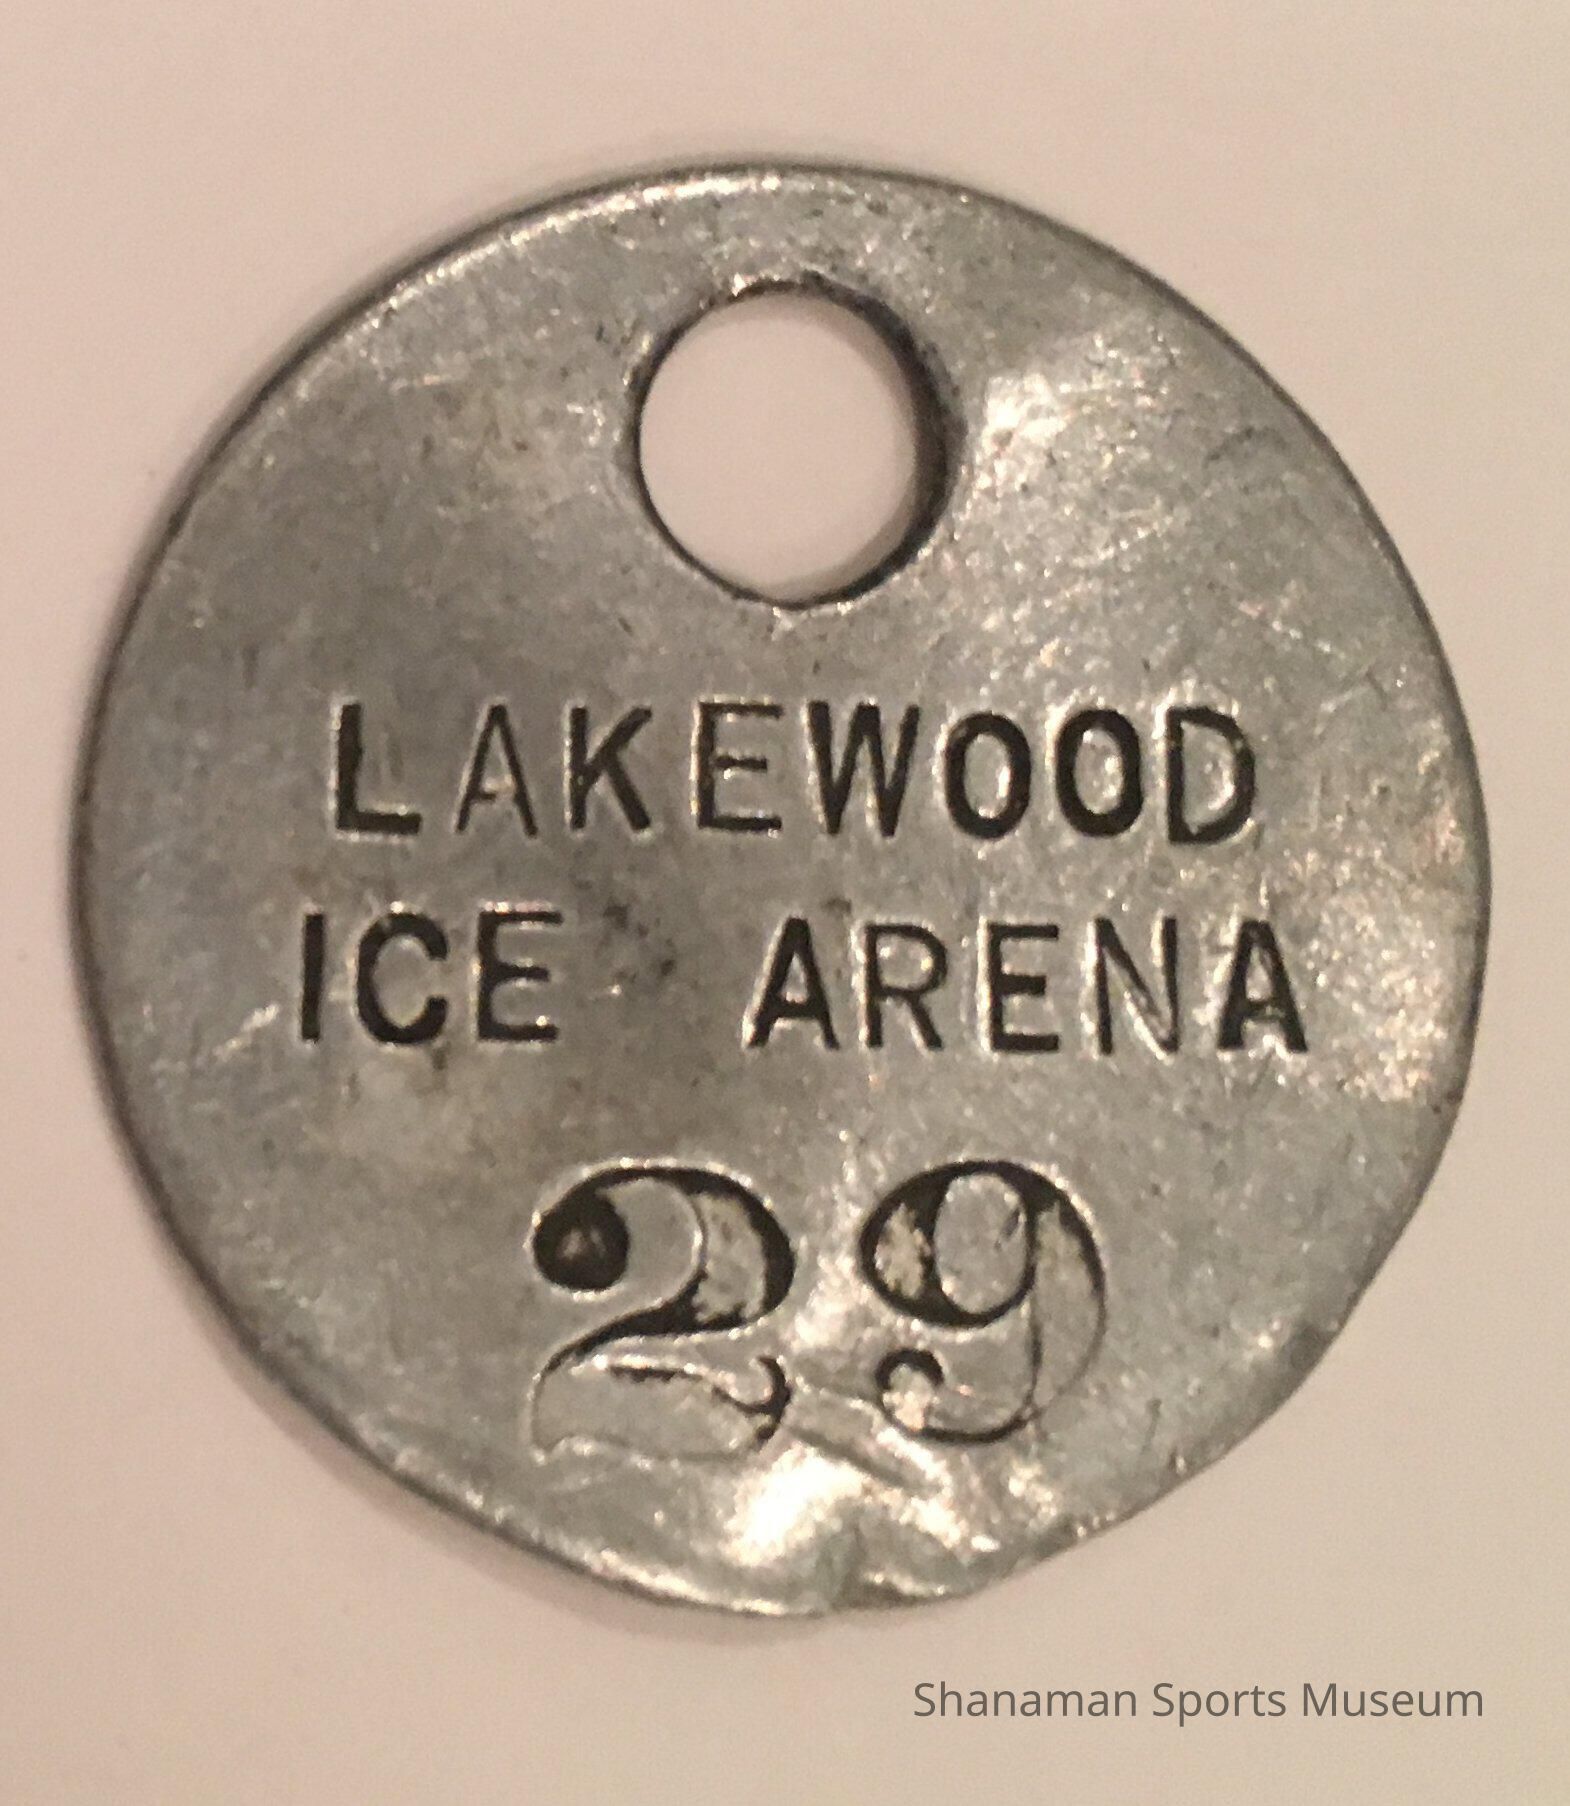 LAKEWOOD
ICE ARENA
29
Shanaman Sports Museum